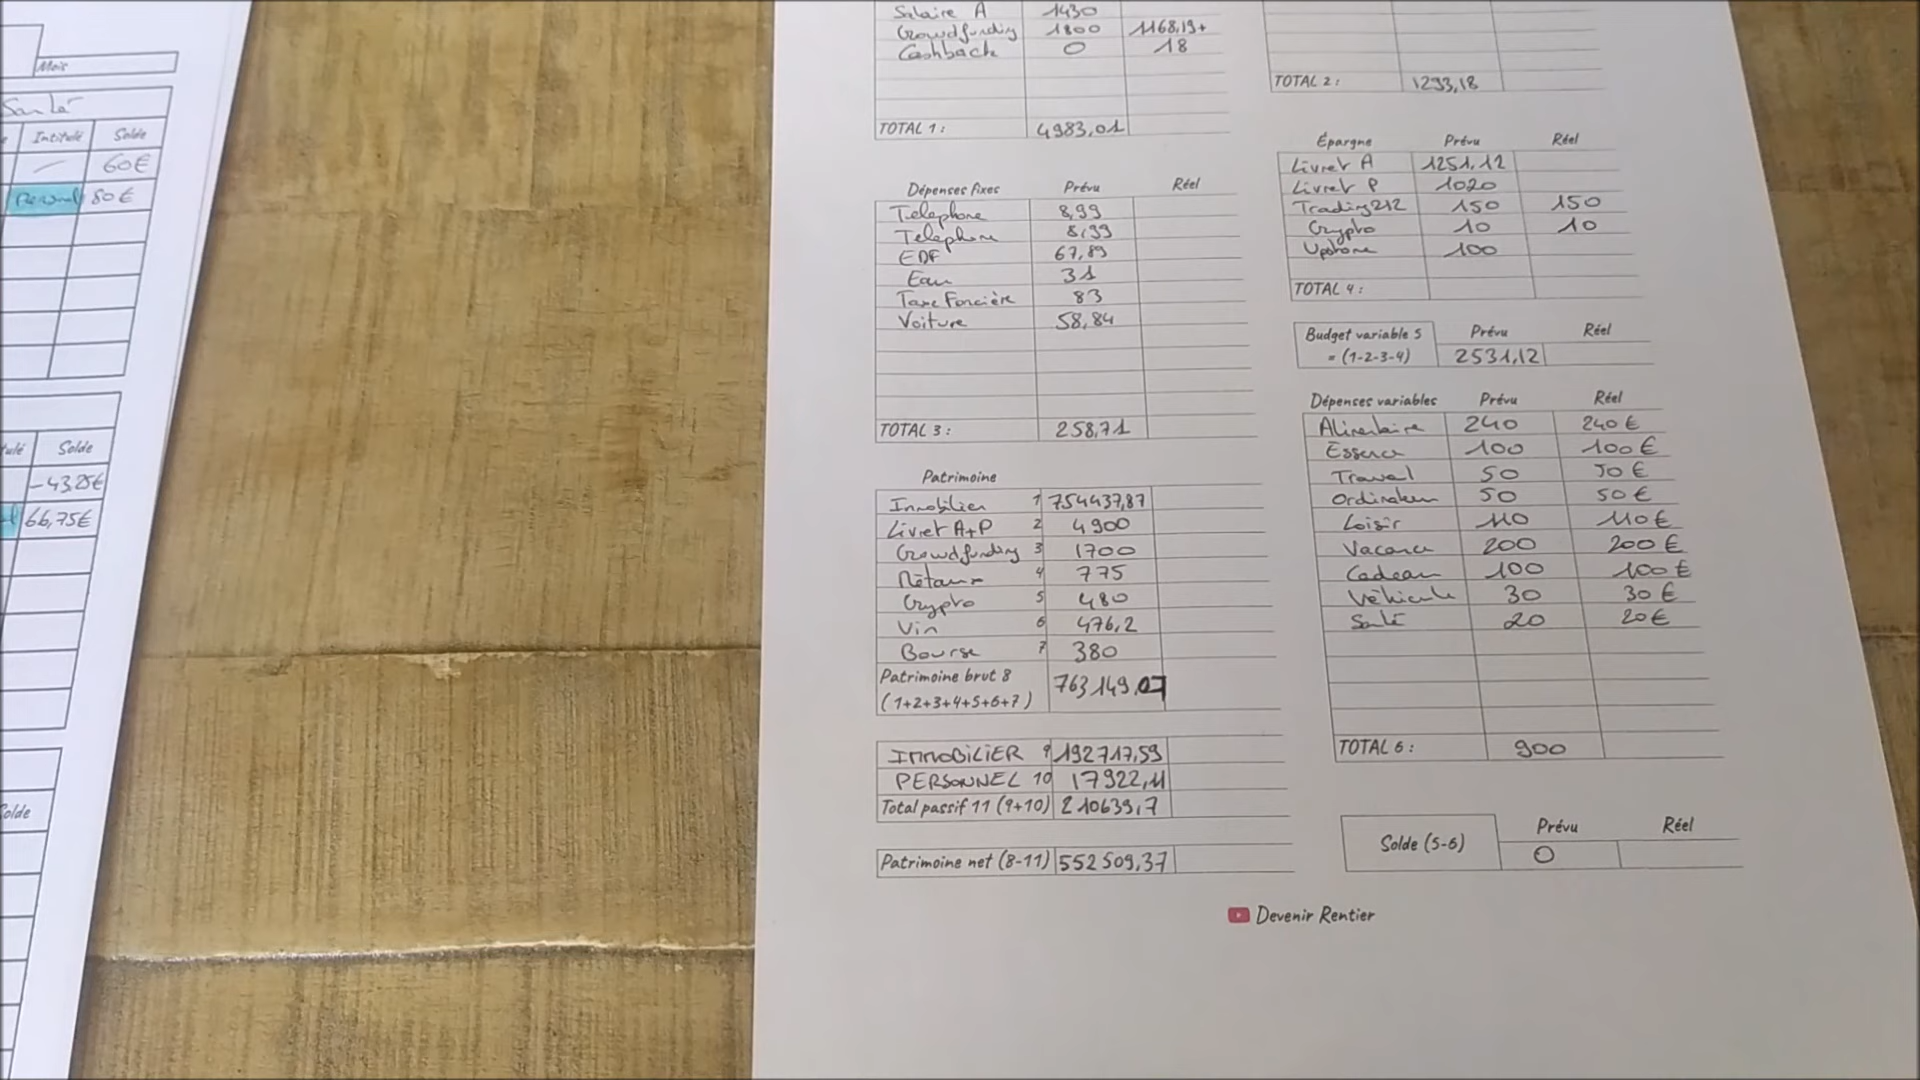 Mois
Santé
Intitulé Solde
60€
80€
Solde
-43,25€
66,75€
Solde
Salaire A 1430
Crowdfunding 1800 1168,19+
Cashback 0 18
TOTAL 1 : 4983,01
Dépenses fixes Prévu Réel
Telephone 8,99
Telephone 8,99
EDF 67,89
Eau 31
Taxe Foncière 83
Voiture 58,84
TOTAL 3 : 258,71
Patrimoine
Immobilier 1 754437,87
Livret A+P 2 4900
Crowdfunding 3 1700
Métaux 4 775
Crypto 5 480
Vin 6 476,2
Bourse 7 380
Patrimoine brut 8
(1+2+3+4+5+6+7) 763149,07
IMMOBILIER 9 192717,59
PERSONNEL 10 17922,11
Total passif 11 (9+10) 210639,7
Patrimoine net (8-11) 552509,37
TOTAL 2 : 1293,18
Épargne Prévu Réel
Livret A 1251,12
Livret P 1020
Trading212 150 150
Crypto 10 10
100
TOTAL 4 :
Budget variable 5 Prévu Réel
= (1-2-3-4) 2531,12
Dépenses variables Prévu Réel
Alimentaire 240 240€
Essence 100 100€
Travail 50 50€
Ordinateur 50 50€
Loisir 110 110€
Vacance 200 200€
Cadeau 100 100€
Véhicule 30 30€
Santé 20 20€
TOTAL 6 : 900
Solde (5-6) Prévu Réel
0
Devenir Rentier